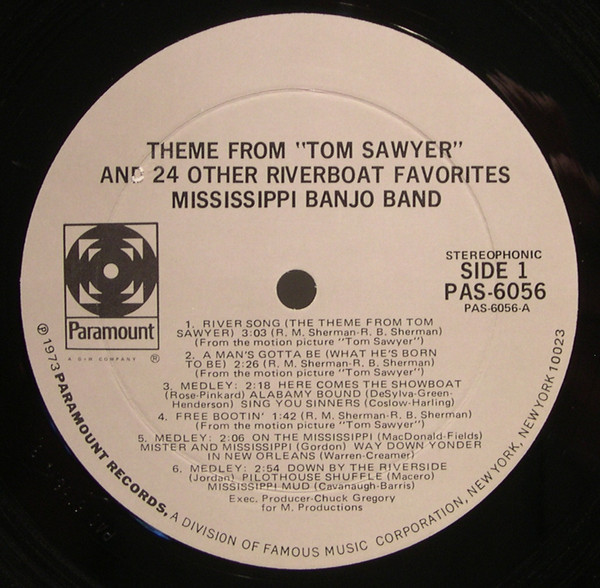 THEME FROM "TOM SAWYER"
AND 24 OTHER RIVERBOAT FAVORITES
MISSISSIPPI BANJO BAND
Paramount
A G+W COMPANY ®
STEREOPHONIC
SIDE 1
PAS-6056
PAS-6056-A
1. RIVER SONG (THE THEME FROM TOM
SAWYER) 3:03 (R. M. Sherman-R. B. Sherman)
(From the motion picture "Tom Sawyer")
2. A MAN'S GOTTA BE (WHAT HE'S BORN
TO BE) 2:26 (R. M. Sherman-R. B. Sherman)
(From the motion picture "Tom Sawyer")
3. MEDLEY: 2:18 HERE COMES THE SHOWBOAT
(Rose-Pinkard) ALABAMY BOUND (DeSylva-Green-
Henderson) SING YOU SINNERS (Coslow-Harling)
4. FREE BOOTIN' 1:42 (R. M. Sherman-R. B. Sherman)
(From the motion picture "Tom Sawyer")
5. MEDLEY: 2:06 ON THE MISSISSIPPI (MacDonald-Fields)
MISTER AND MISSISSIPPI (Gordon) WAY DOWN YONDER
IN NEW ORLEANS (Warren-Creamer)
6. MEDLEY: 2:54 DOWN BY THE RIVERSIDE
(Jordan) PILOTHOUSE SHUFFLE (Macero)
MISSISSIPPI MUD (Cavanaugh-Barris)
Exec. Producer-Chuck Gregory
for M. Productions
℗ 1973 PARAMOUNT RECORDS, A DIVISION OF FAMOUS MUSIC CORPORATION, NEW YORK, NEW YORK 10023